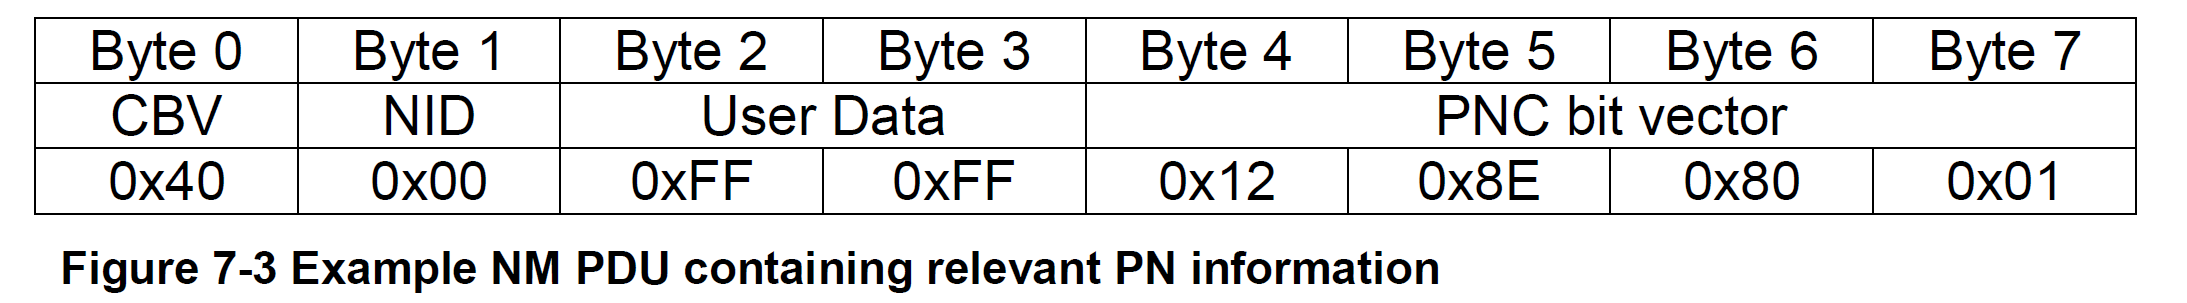 Byte 0 Byte 1 Byte 2 Byte 3 Byte 4 Byte 5 Byte 6 Byte 7
CBV NID User Data PNC bit vector
0x40 0x00 0xFF 0xFF 0x12 0x8E 0x80 0x01
Figure 7-3 Example NM PDU containing relevant PN information